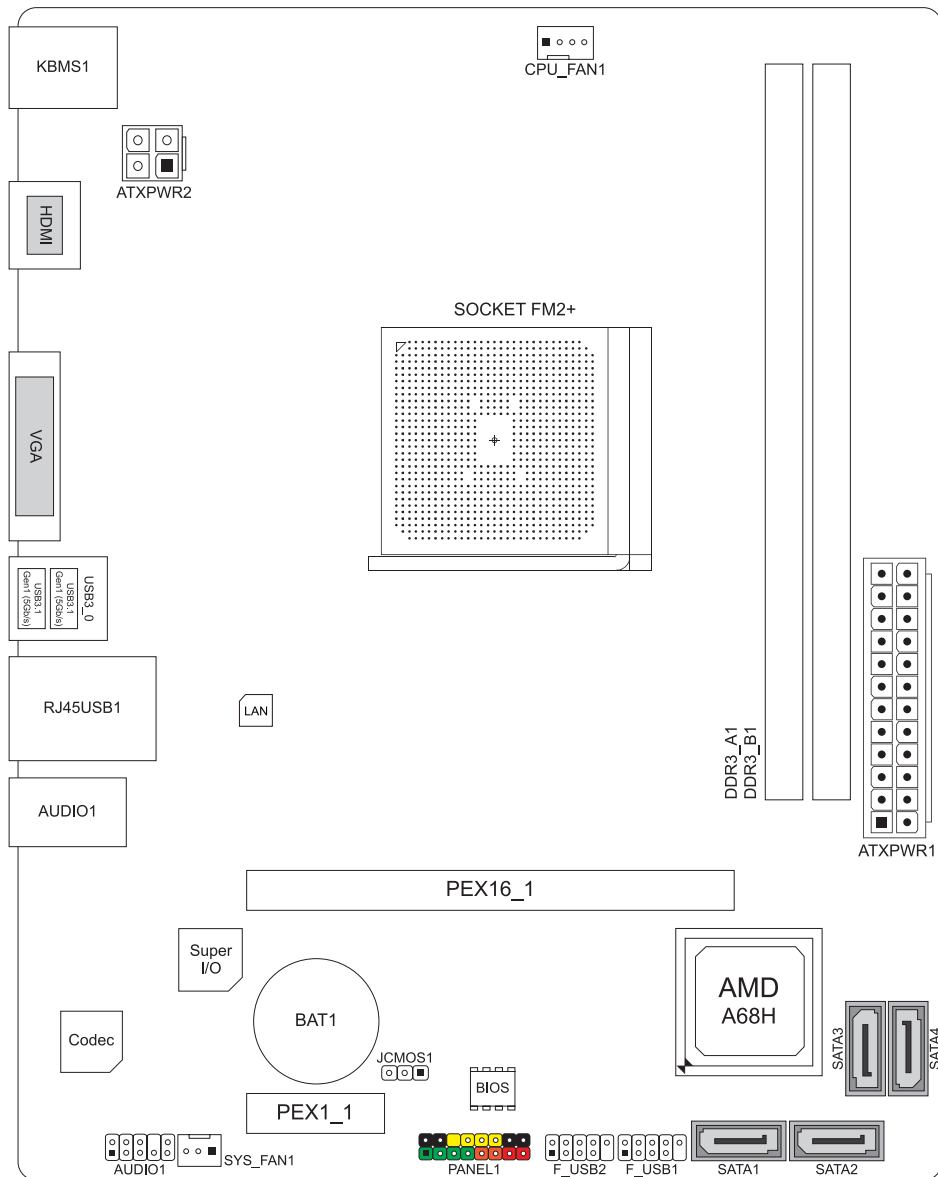 KBMS1
CPU_FAN1
ATXPWR2
HDMI
SOCKET FM2+
VGA
USB3.1
Gen1 (5Gb/s)
USB3.1
Gen1 (5Gb/s)
USB3_0
RJ45USB1
LAN
DDR3_A1
DDR3_B1
AUDIO1
ATXPWR1
PEX16_1
Super
I/O
AMD
A68H
BAT1
Codec
SATA3
SATA4
JCMOS1
BIOS
PEX1_1
AUDIO1
SYS_FAN1
PANEL1
F_USB2
F_USB1
SATA1
SATA2